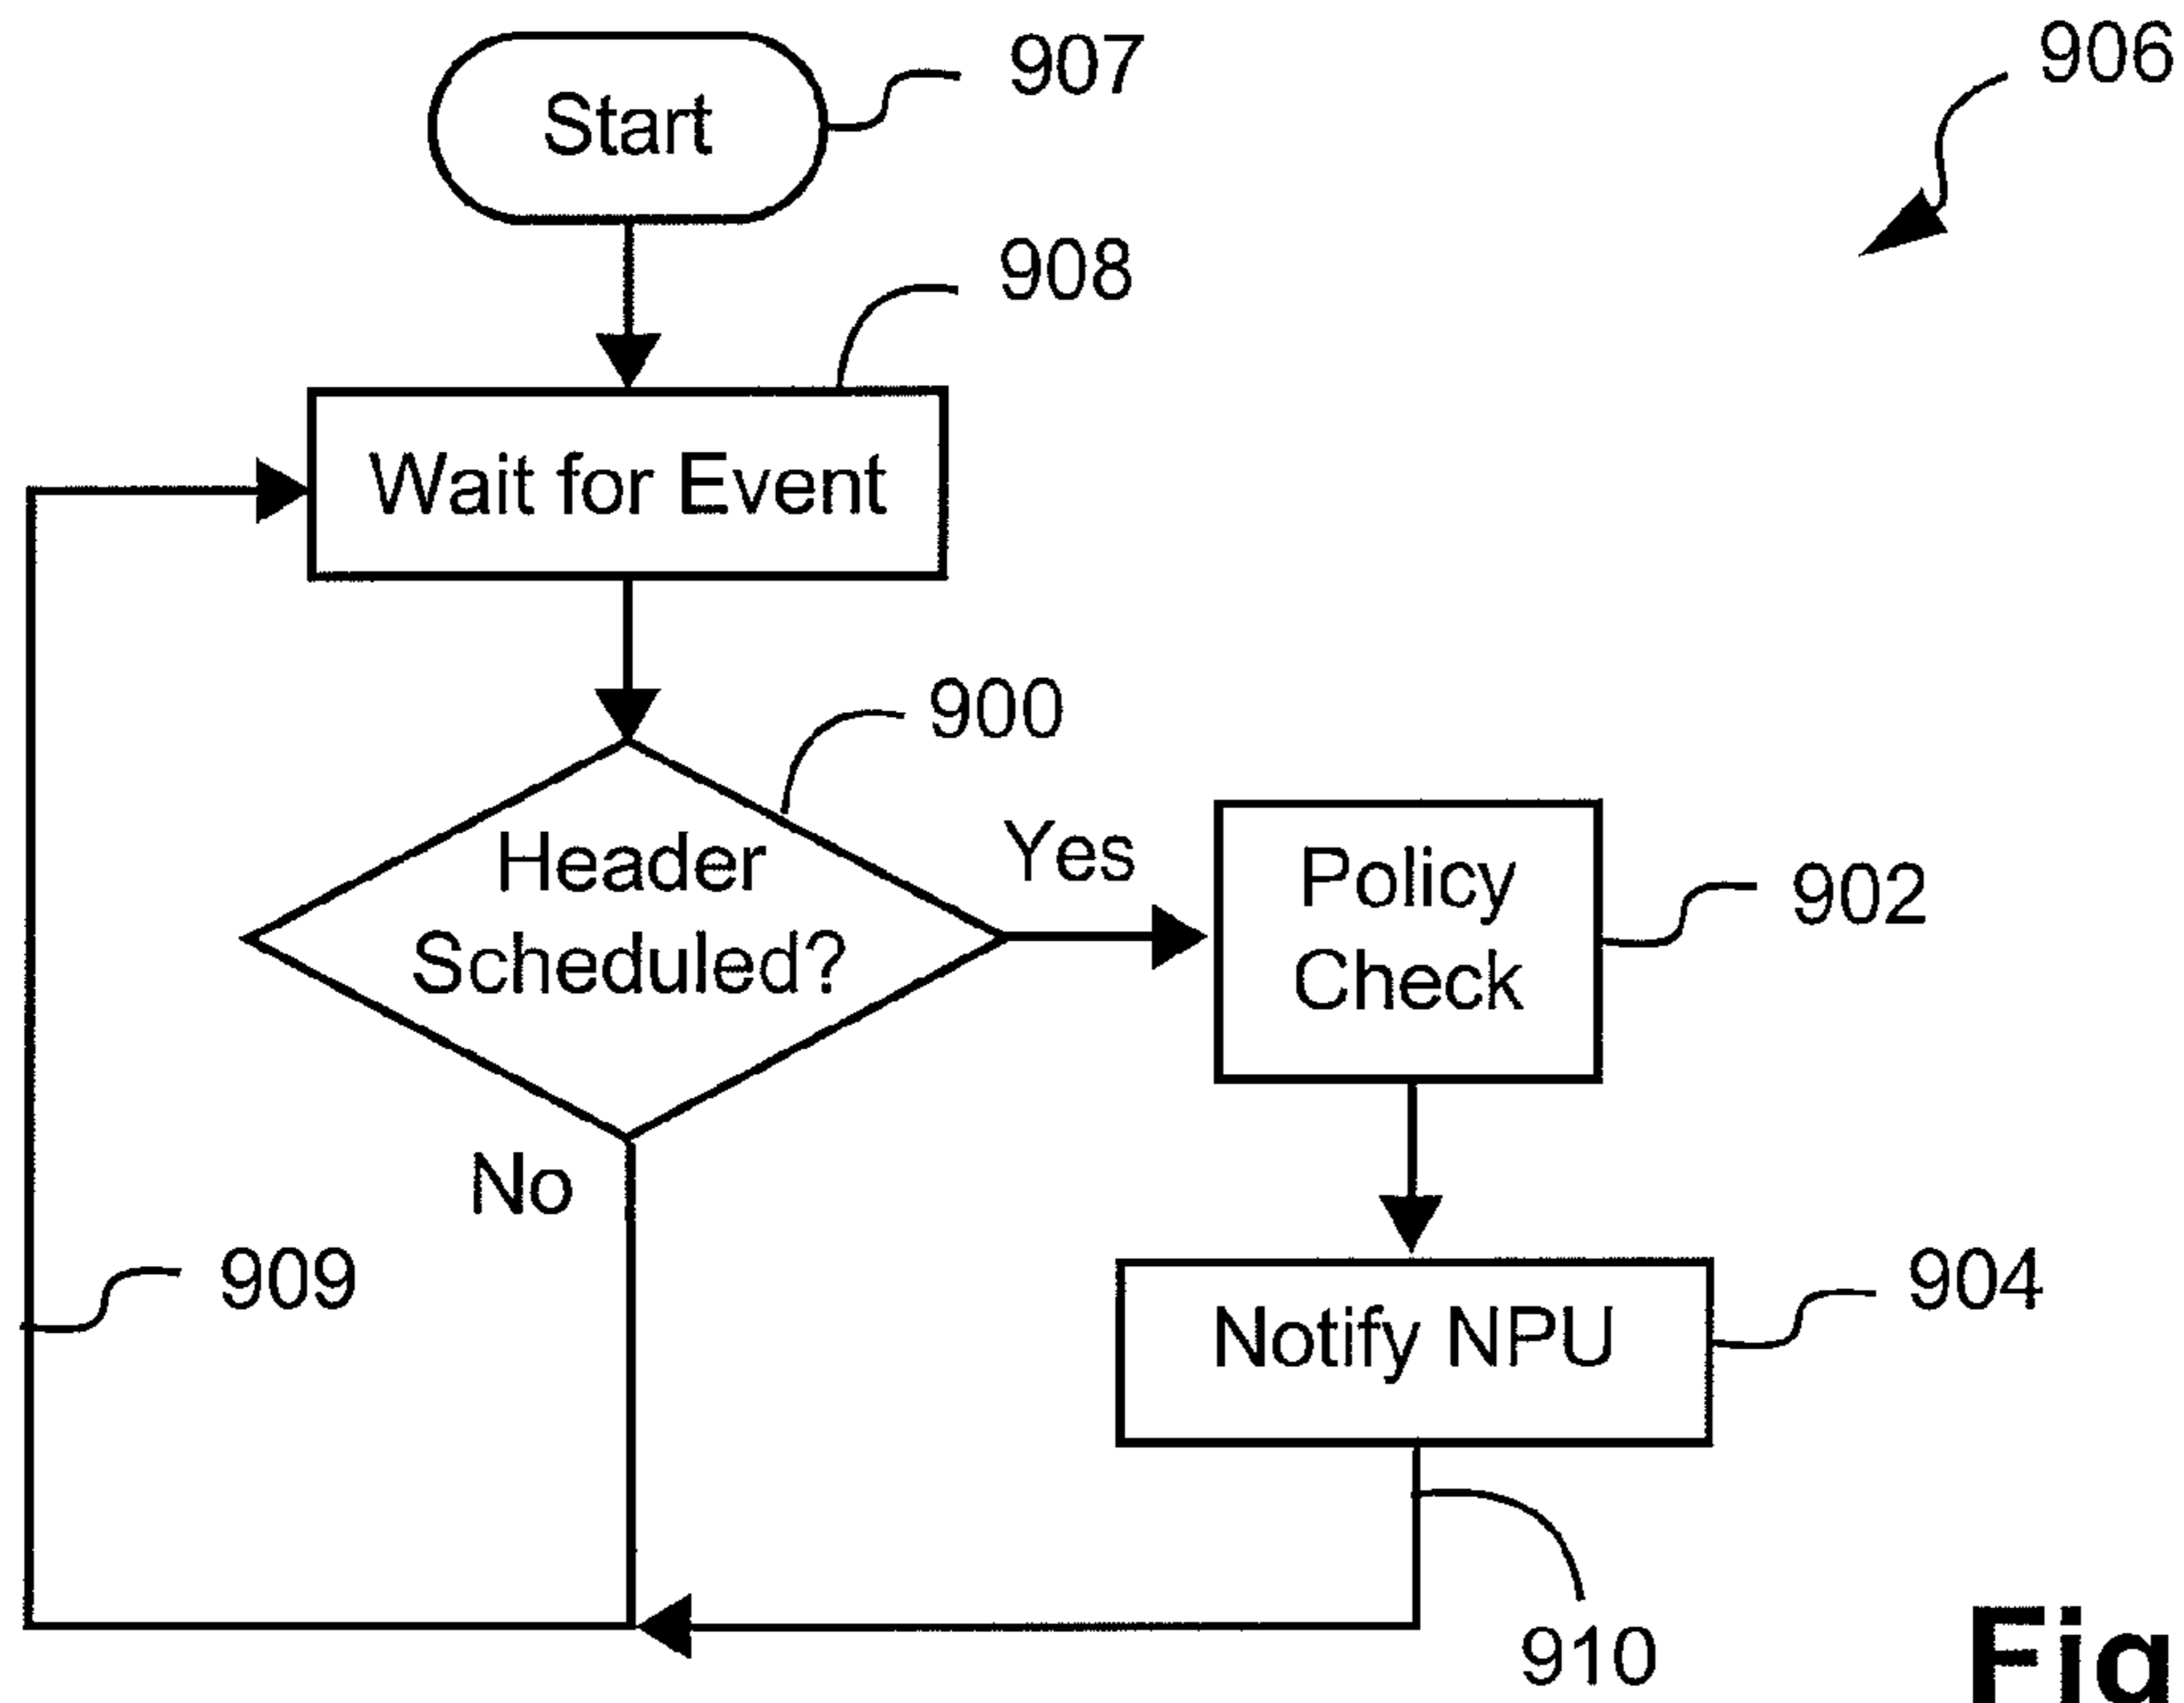 907
906
Start
908
Wait for Event
900
Header
Scheduled?
Yes
Policy
Check
902
No
909
Notify NPU
904
910
Fig